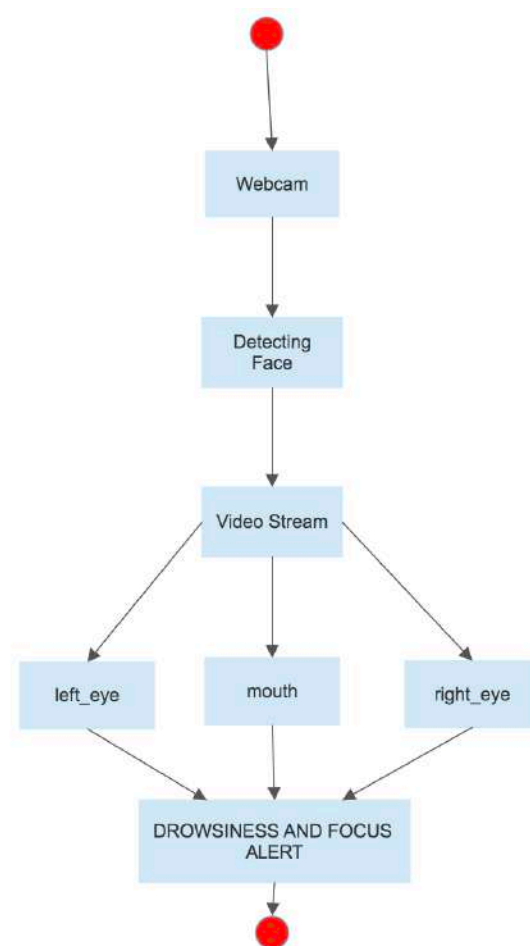 Webcam
Detecting
Face
Video Stream
left_eye
mouth
right_eye
DROWSINESS AND FOCUS
ALERT